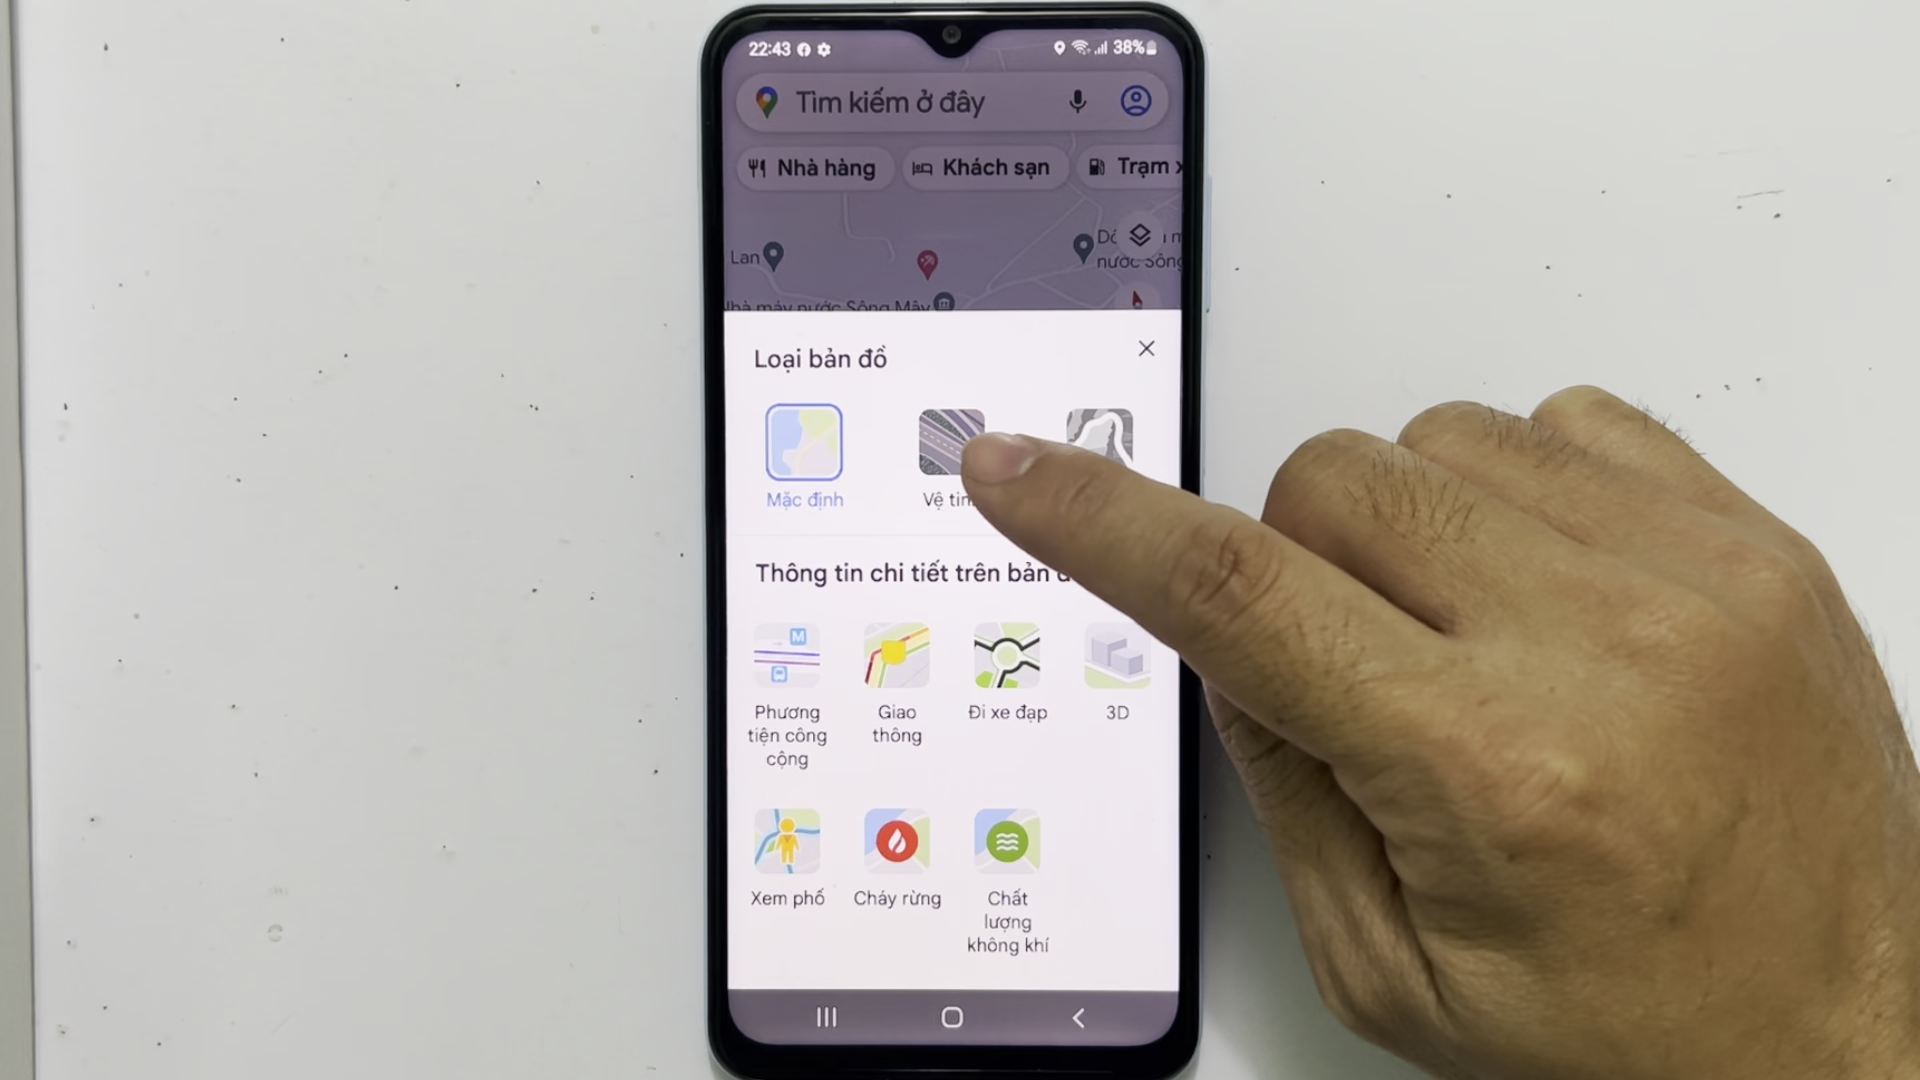 22:43
38%
Tìm kiếm ở đây
Nhà hàng
Khách sạn
Trạm
Lan
nước Sông
Nhà máy nước Sông Mây
Loại bản đồ
Mặc định
Vệ tin
Thông tin chi tiết trên bản
Phương
tiện công
cộng
Giao
thông
Đi xe đạp
3D
M
Xem phố
Cháy rừng
Chất
lượng
không khí